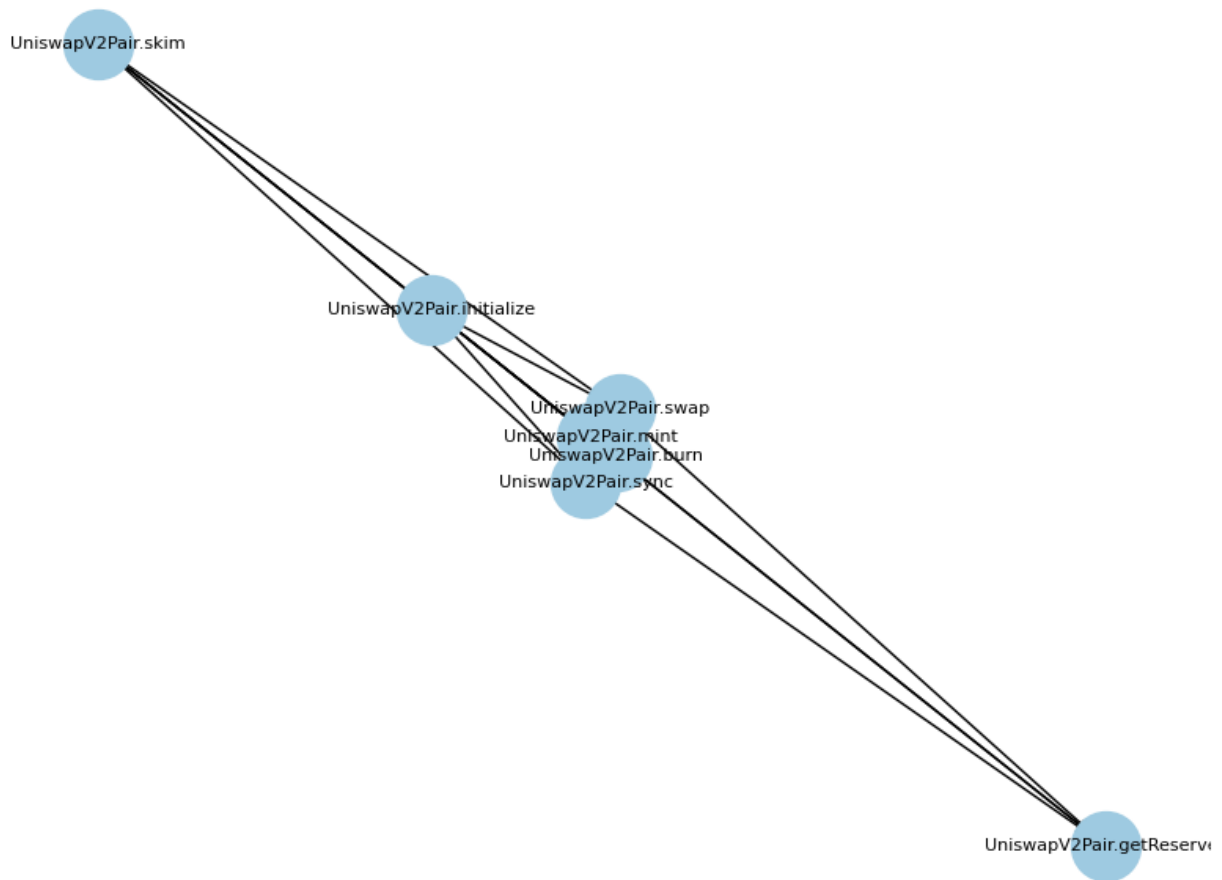 UniswapV2Pair.skim
UniswapV2Pair.initialize
UniswapV2Pair.swap
UniswapV2Pair.mint
UniswapV2Pair.burn
UniswapV2Pair.sync
UniswapV2Pair.getReserve